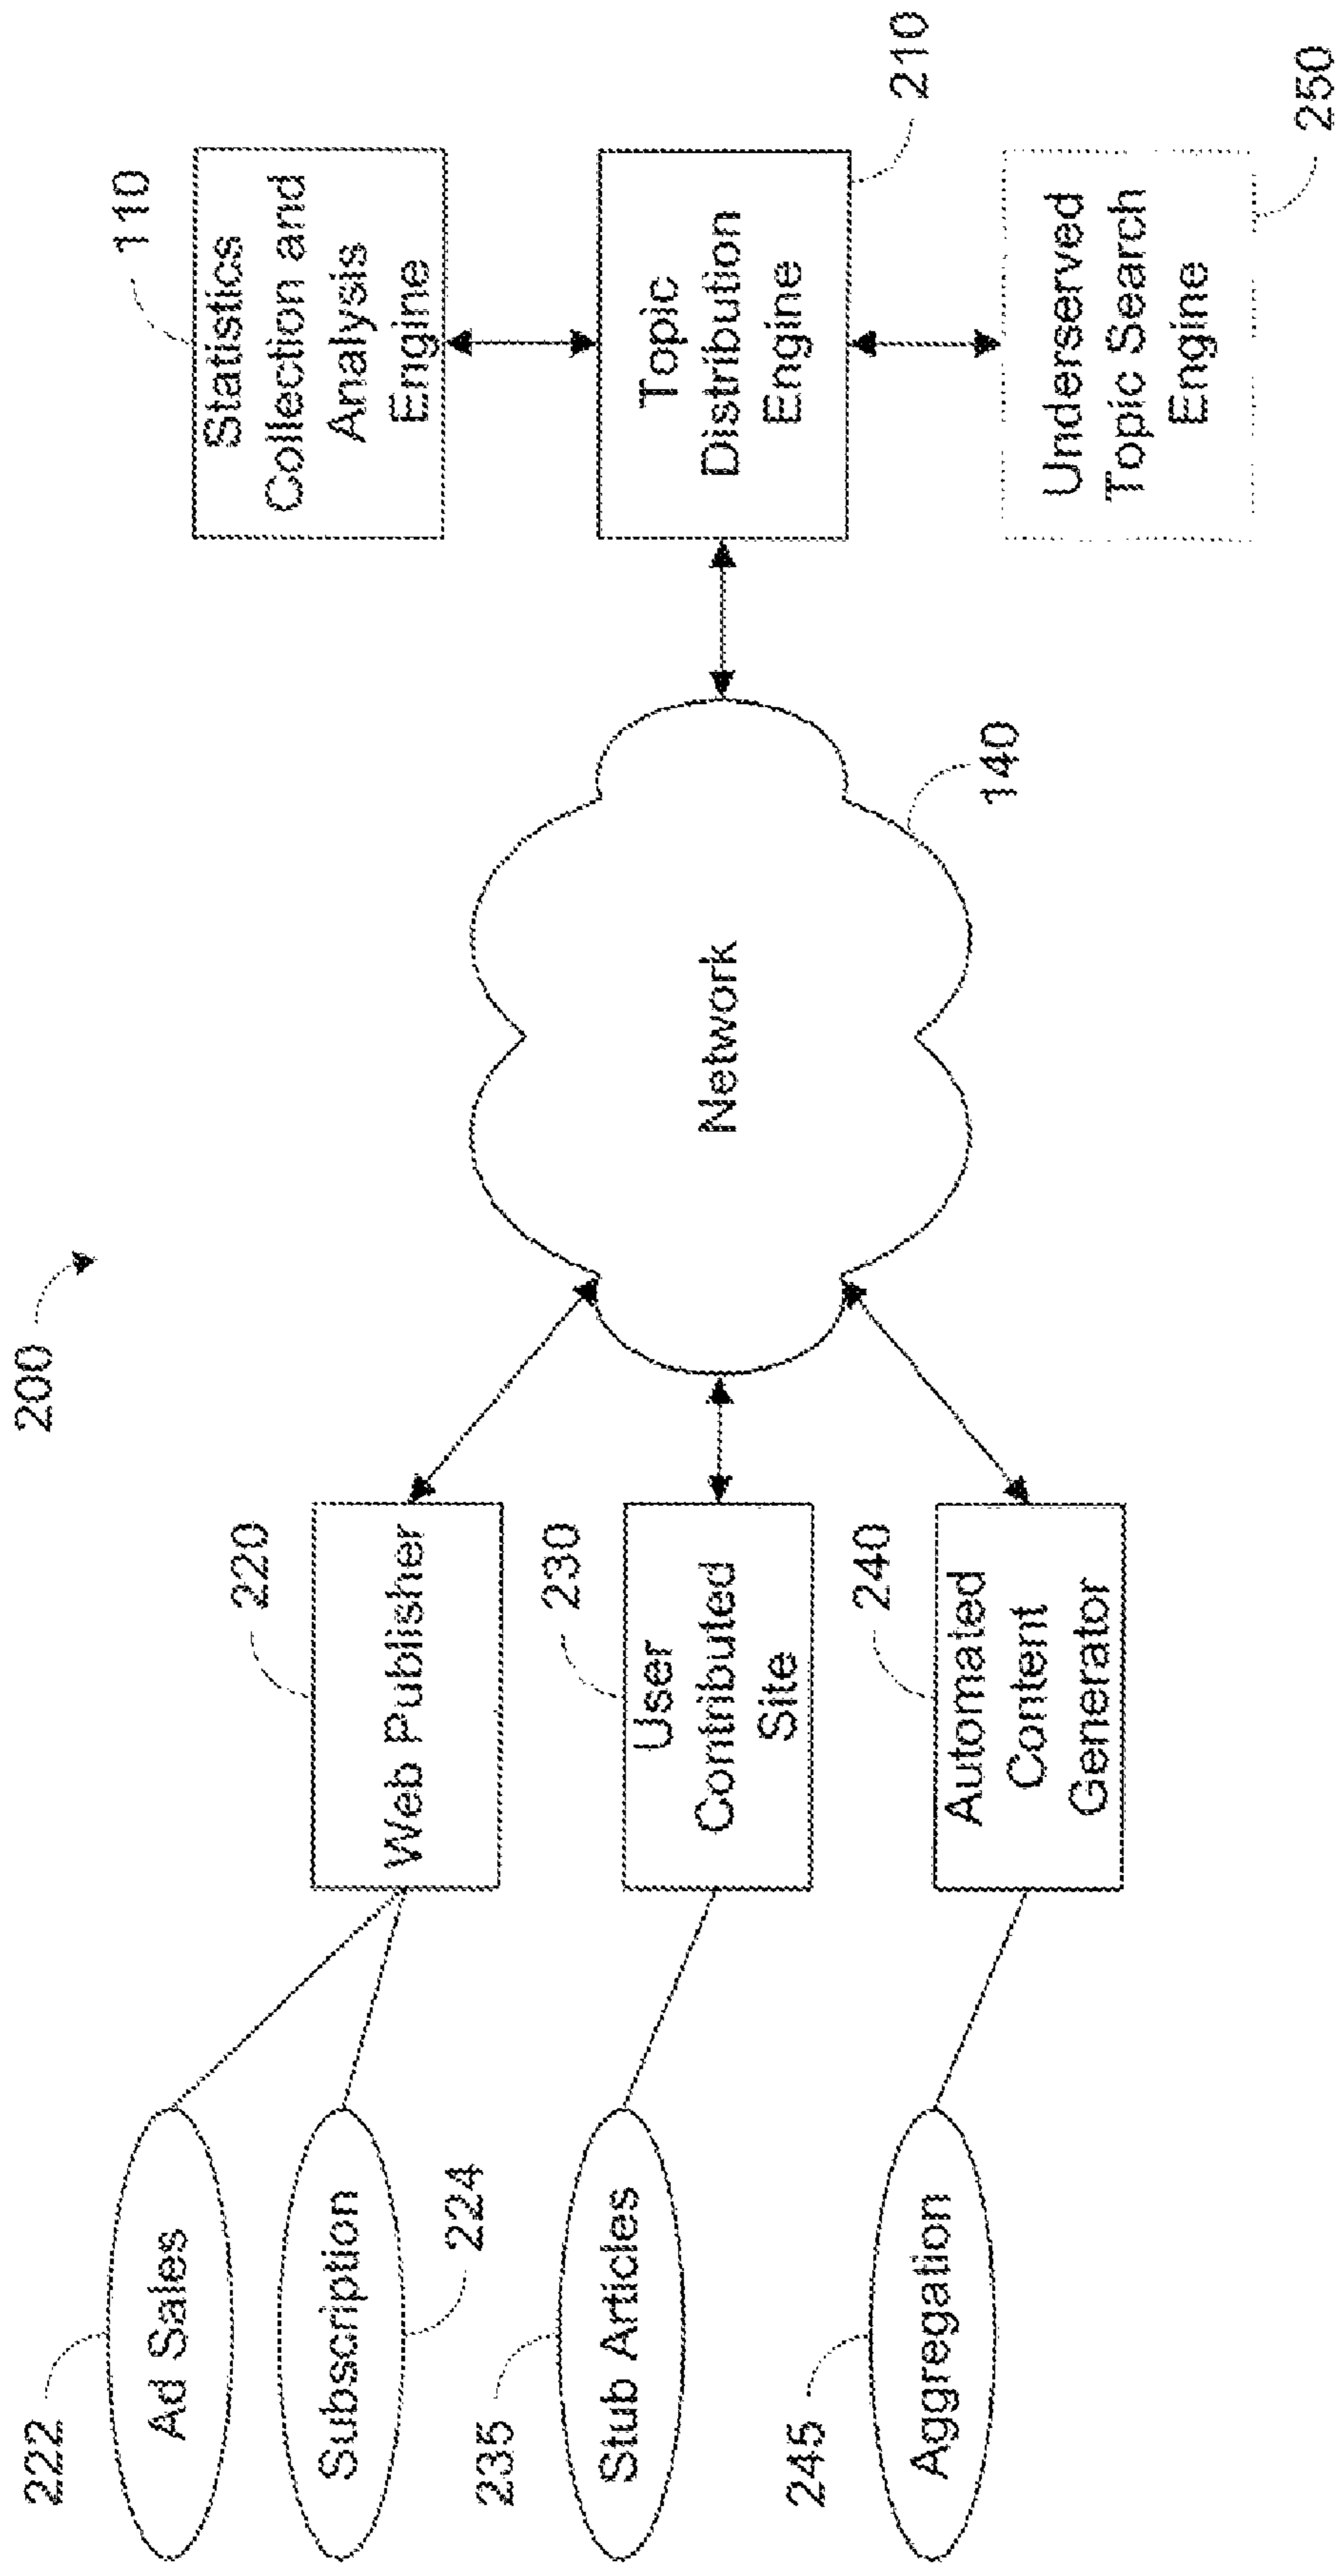 200
222
Ad Sales
Subscription
224
235
Stub Articles
245
Aggregation
220
Web Publisher
230
User
Contributed
Site
240
Automated
Content
Generator
Network
140
110
Statistics
Collection and
Analysis
Engine
Topic
Distribution
Engine
210
Underserved
Topic Search
Engine
250